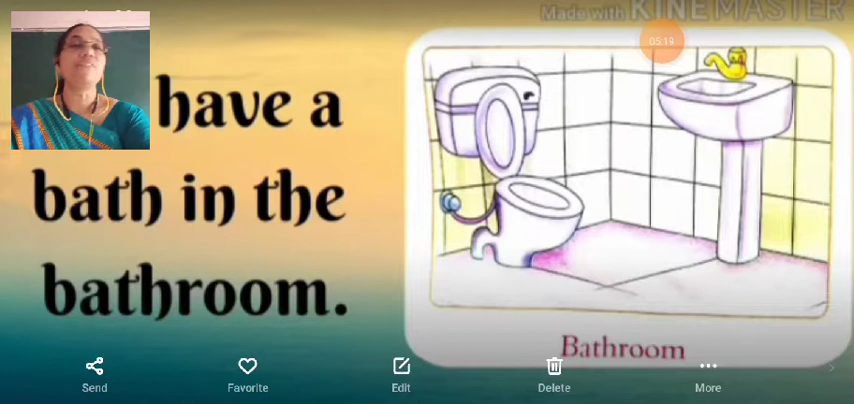 Made with KINEMASTER
05:19
have a
bath in the
bathroom.
Bathroom
Send
Favorite
Edit
Delete
More